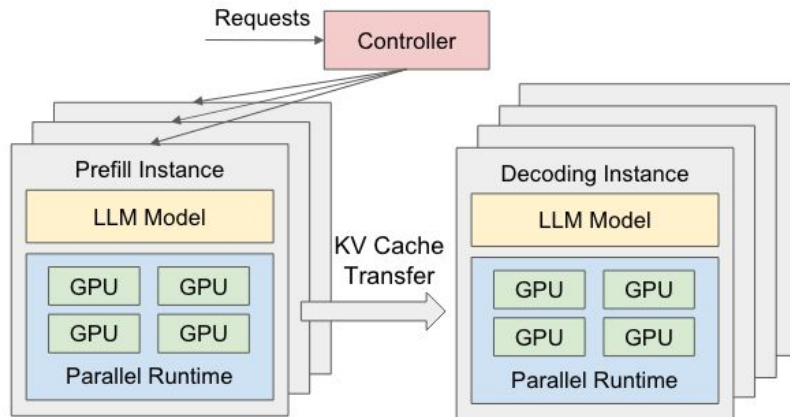 Requests
Controller
Prefill Instance
LLM Model
GPU GPU
GPU GPU
Parallel Runtime
KV Cache
Transfer
Decoding Instance
LLM Model
GPU GPU
GPU GPU
Parallel Runtime